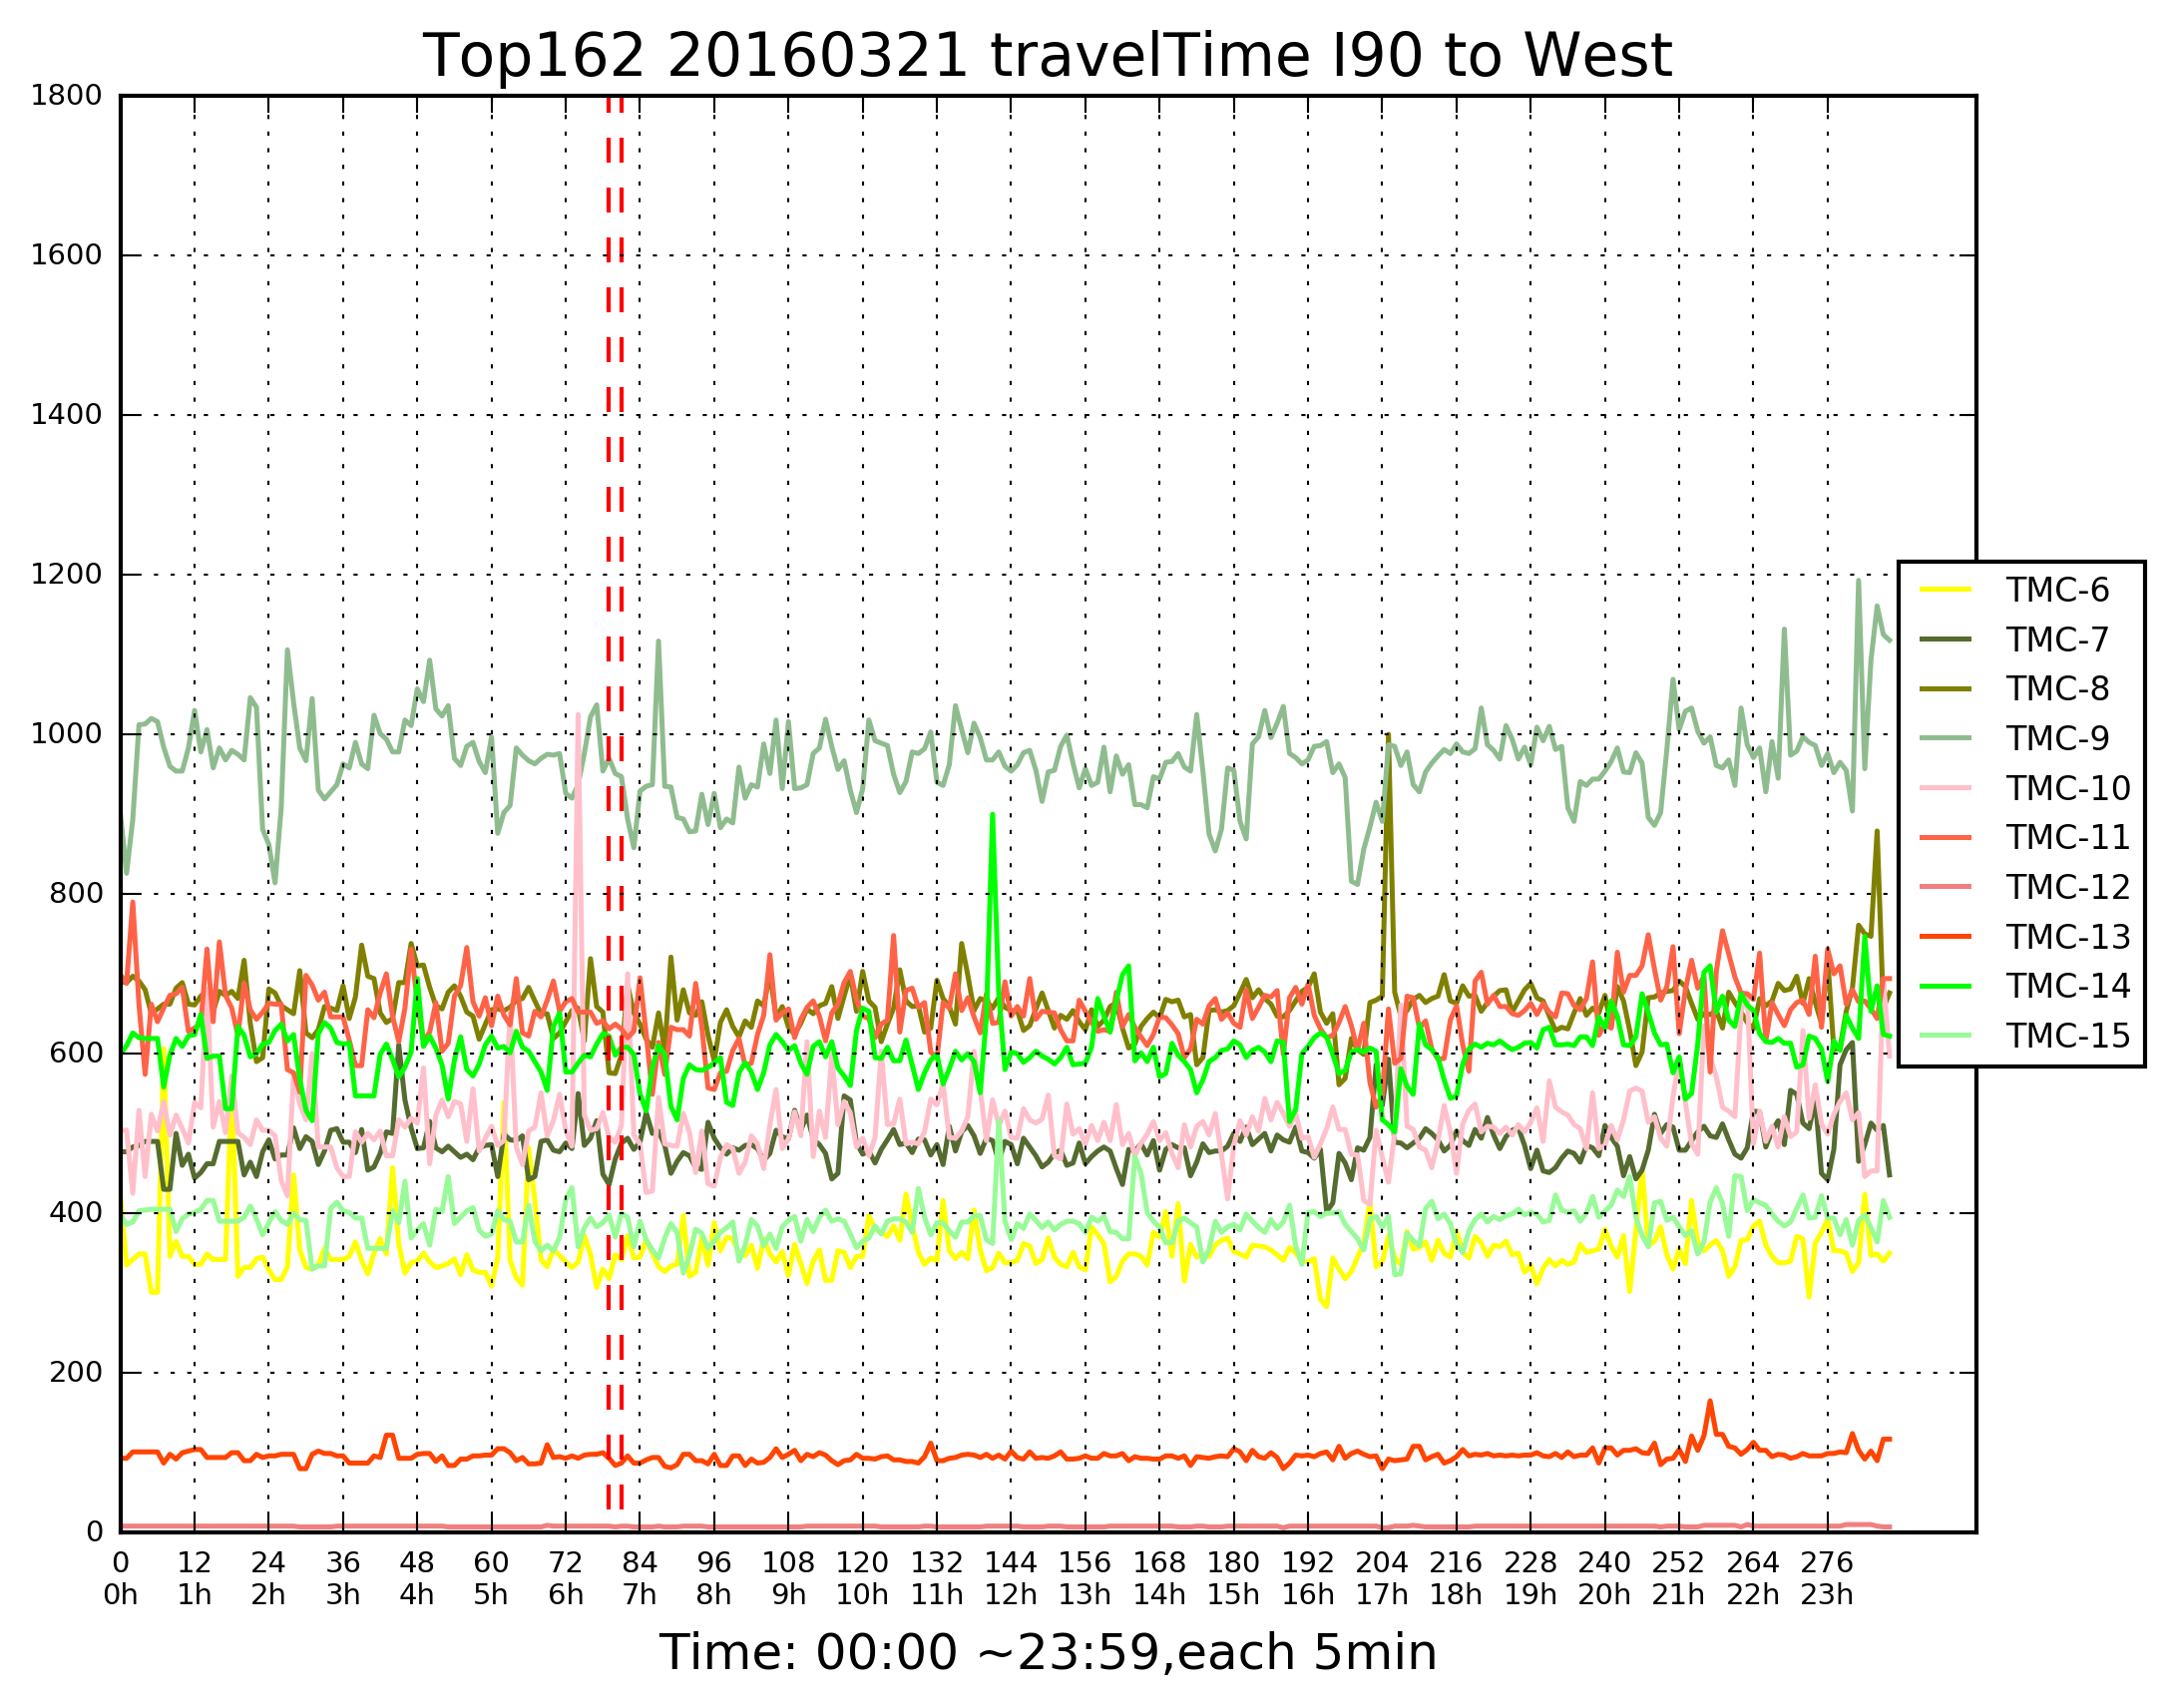 Top162 20160321 travelTime I90 to West
1800
1600
1400
1200
1000
800
600
400
200
0
TMC-6
TMC-7
TMC-8
TMC-9
TMC-10
TMC-11
TMC-12
TMC-13
TMC-14
TMC-15
0 12 24 36 48 60 72 84 96 108 120 132 144 156 168 180 192 204 216 228 240 252 264 276
0h 1h 2h 3h 4h 5h 6h 7h 8h 9h 10h 11h 12h 13h 14h 15h 16h 17h 18h 19h 20h 21h 22h 23h
Time: 00:00 ~23:59,each 5min